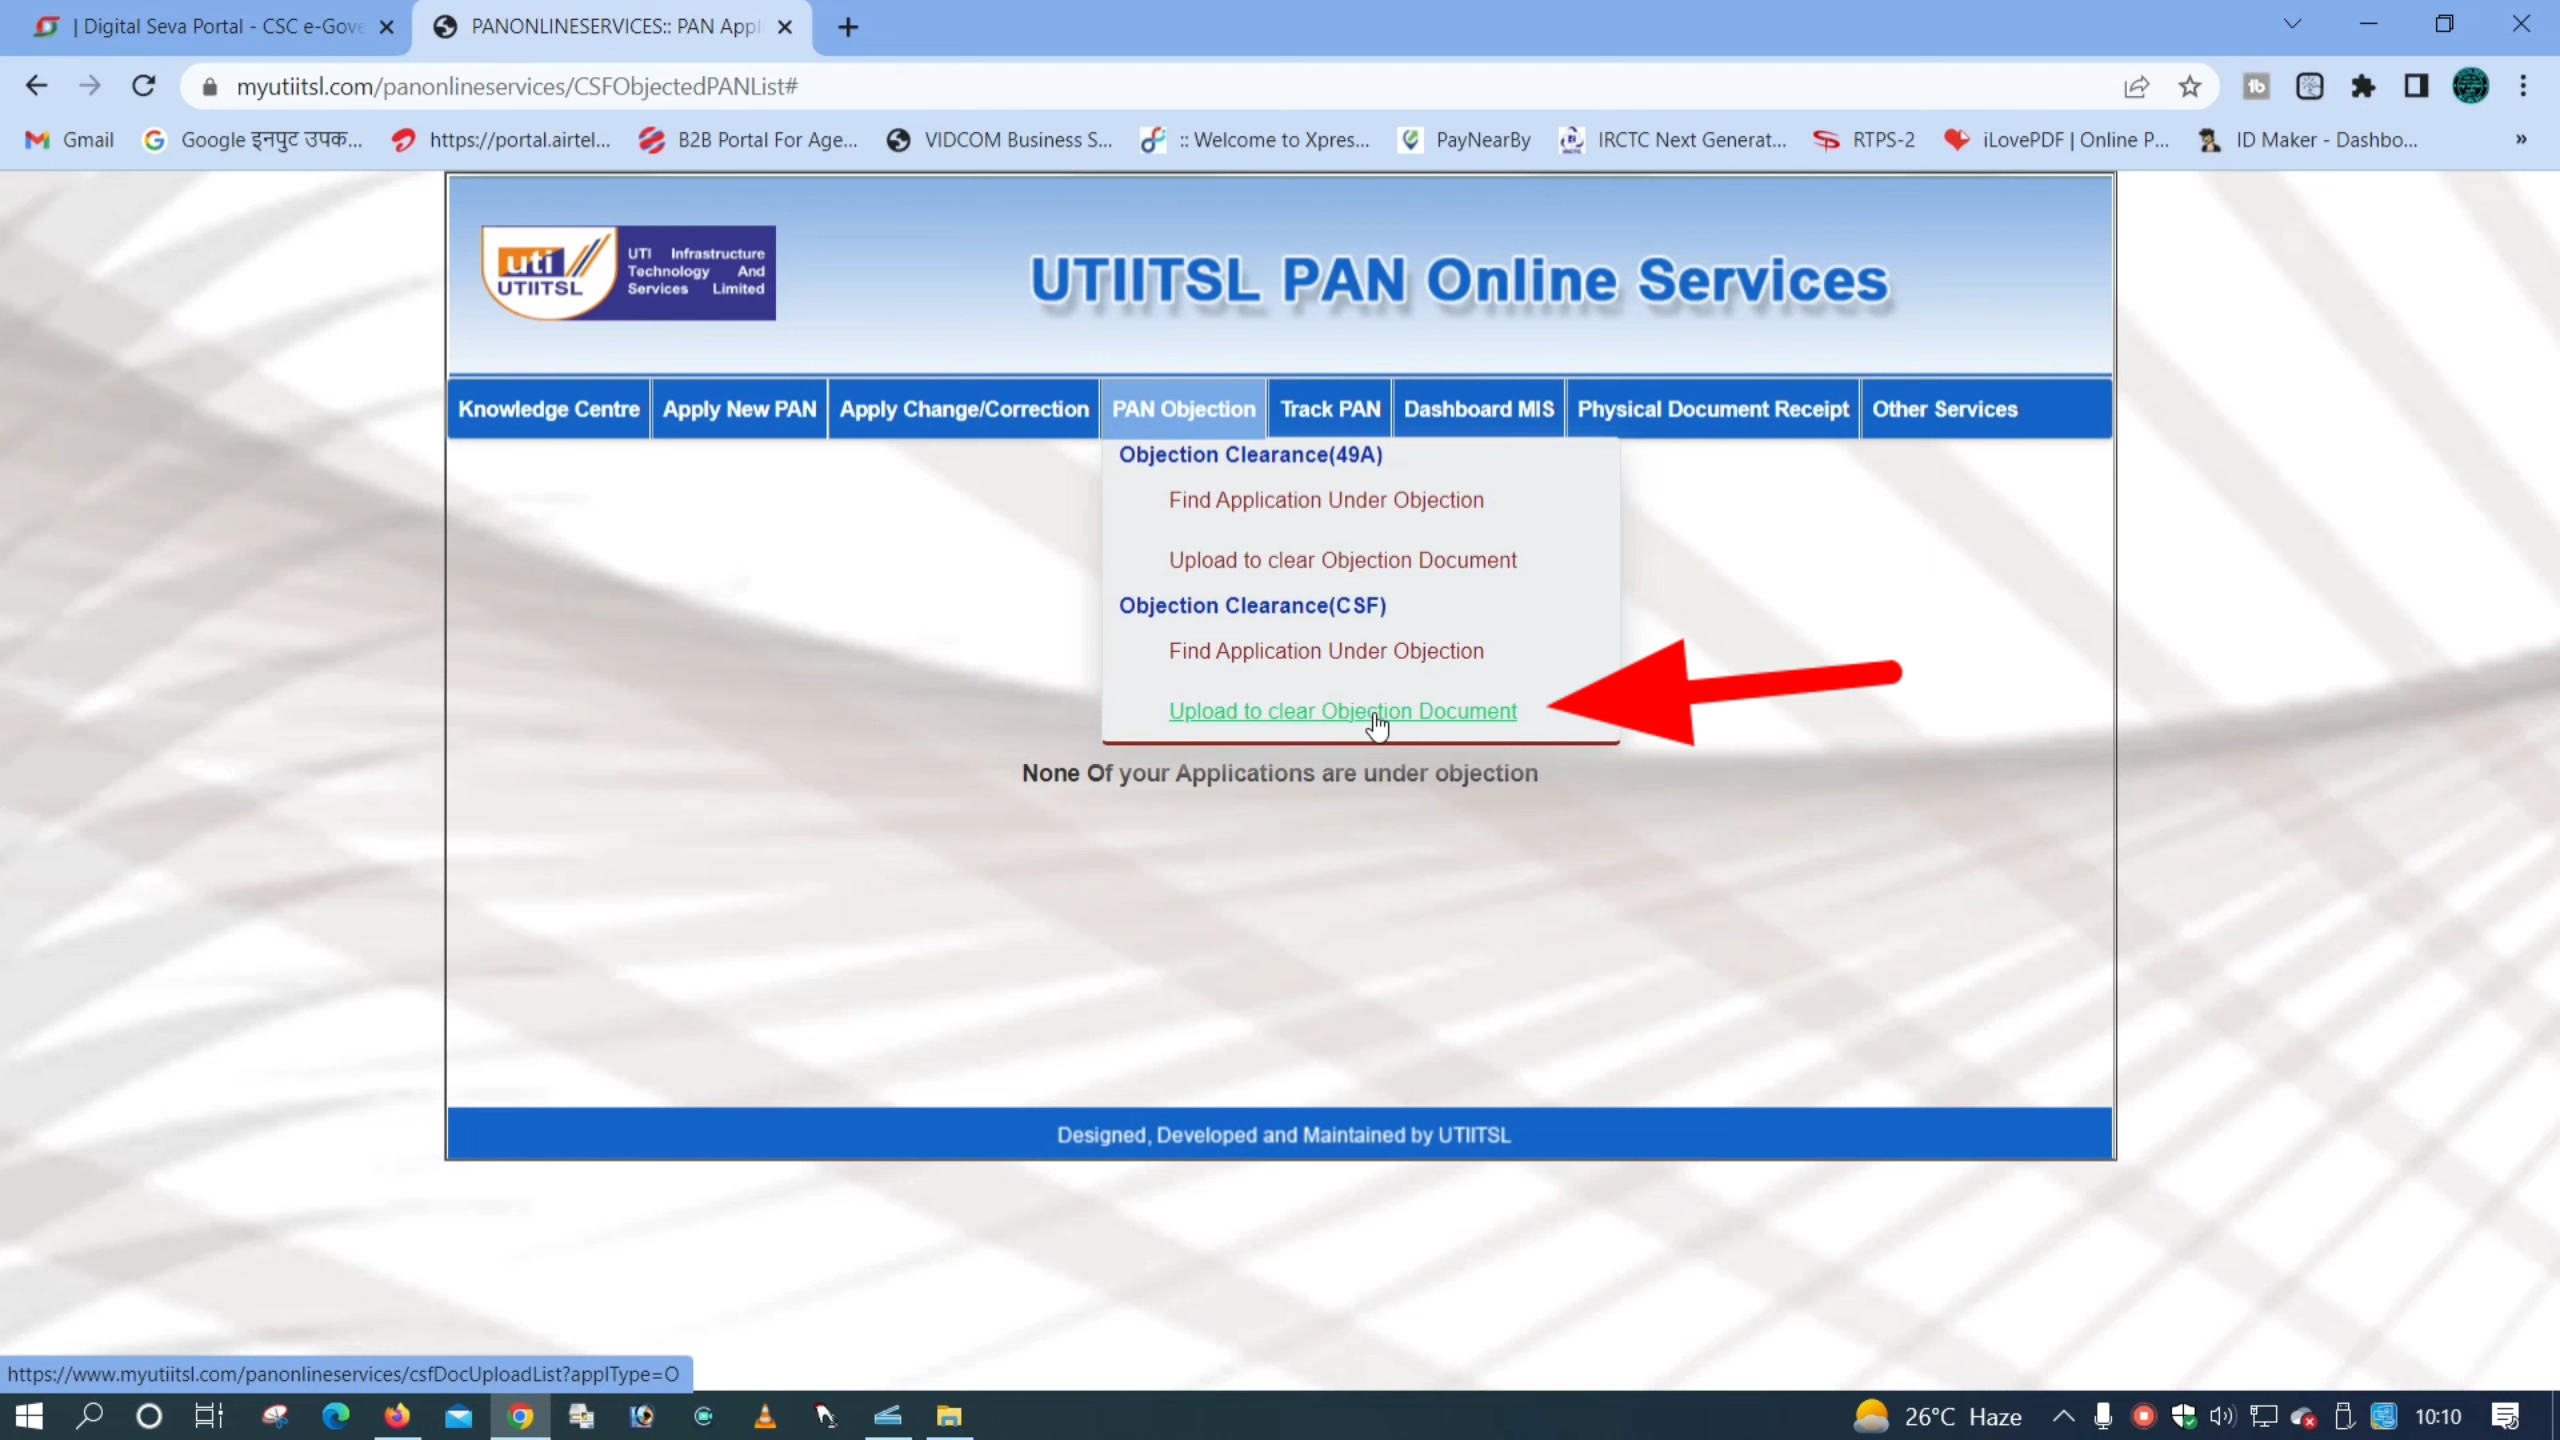 | Digital Seva Portal - CSC e-Gove
PANONLINESERVICES:: PAN Appl
myutiitsl.com/panonlineservices/CSFObjectedPANList#
Gmail
Google इनपुट उपक...
https://portal.airtel...
B2B Portal For Age...
VIDCOM Business S...
:: Welcome to Xpres...
PayNearBy
IRCTC Next Generat...
RTPS-2
iLovePDF | Online P...
ID Maker - Dashbo...
»
uti
UTIITSL
UTI Infrastructure
Technology And
Services Limited
UTIITSL PAN Online Services
Knowledge Centre
Apply New PAN
Apply Change/Correction
PAN Objection
Track PAN
Dashboard MIS
Physical Document Receipt
Other Services
Objection Clearance(49A)
Find Application Under Objection
Upload to clear Objection Document
Objection Clearance(CSF)
Find Application Under Objection
Upload to clear Objection Document
None Of your Applications are under objection
Designed, Developed and Maintained by UTIITSL
https://www.myutiitsl.com/panonlineservices/csfDocUploadList?applType=O
26°C Haze
10:10